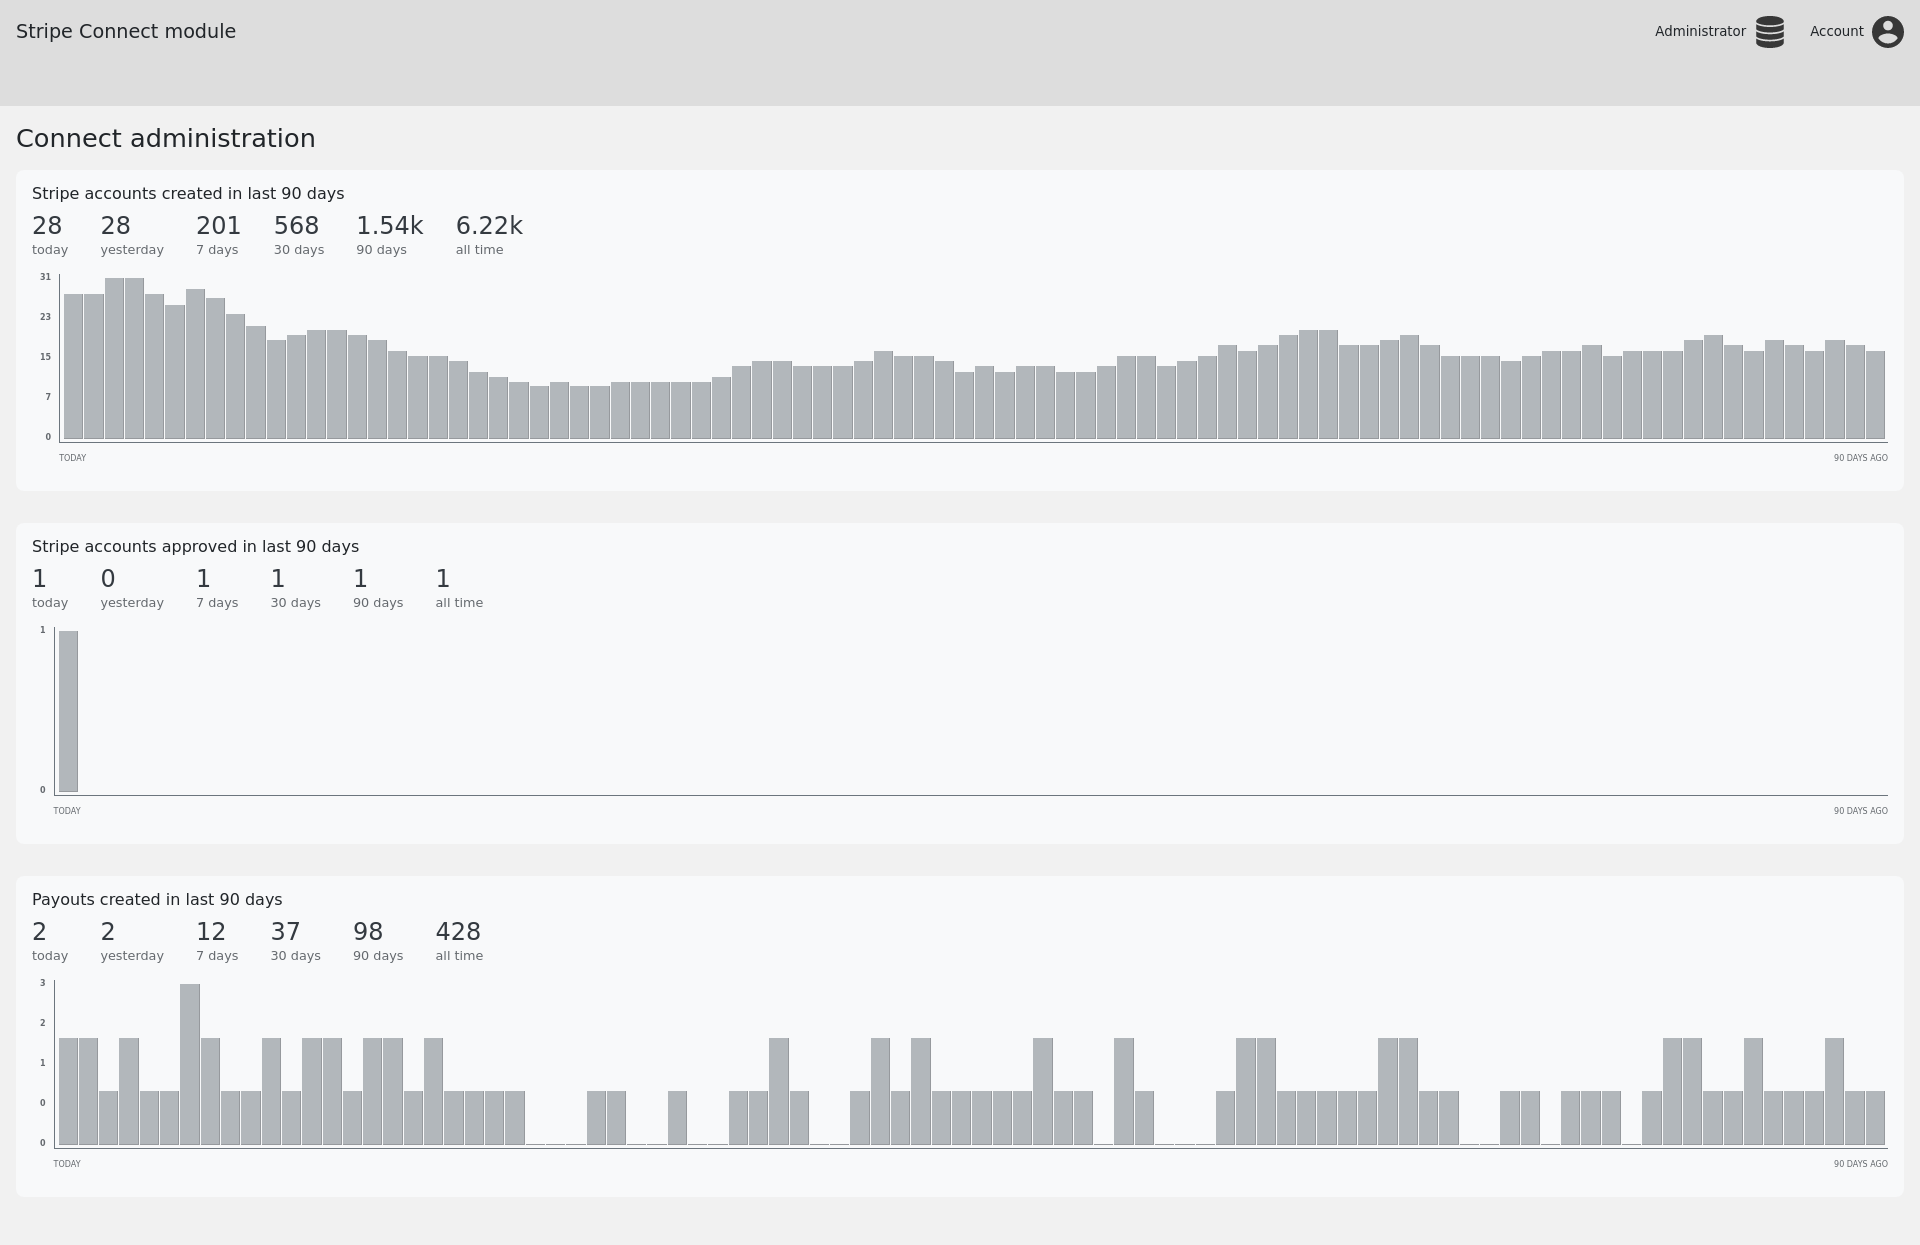 Stripe Connect module
Administrator
Account
Connect administration
Stripe accounts created in last 90 days
28 28 201 568 1.54k 6.22k
today yesterday 7 days 30 days 90 days all time
31
23
15
7
0
TODAY 90 DAYS AGO
Stripe accounts approved in last 90 days
1 0 1 1 1 1
today yesterday 7 days 30 days 90 days all time
1
0
TODAY 90 DAYS AGO
Payouts created in last 90 days
2 2 12 37 98 428
today yesterday 7 days 30 days 90 days all time
3
2
1
0
0
TODAY 90 DAYS AGO